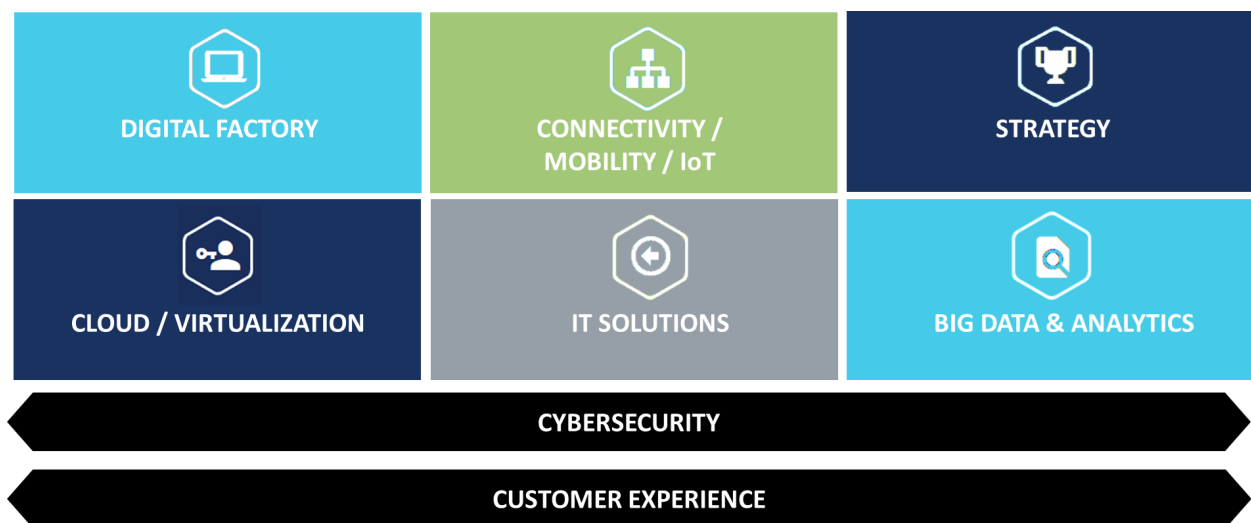 DIGITAL FACTORY
CONNECTIVITY /
MOBILITY / IoT
STRATEGY
CLOUD / VIRTUALIZATION
IT SOLUTIONS
BIG DATA & ANALYTICS
CYBERSECURITY
CUSTOMER EXPERIENCE